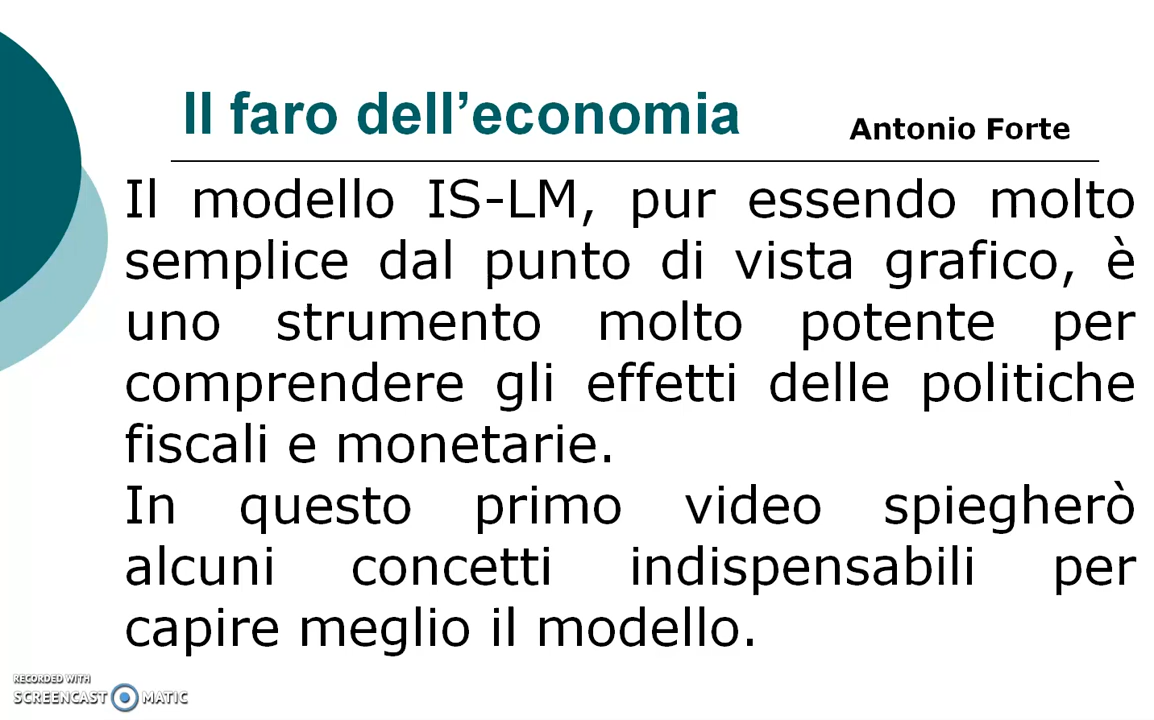 Il faro dell’economia
Antonio Forte
Il modello IS-LM, pur essendo molto
semplice dal punto di vista grafico, è
uno strumento molto potente per
comprendere gli effetti delle politiche
fiscali e monetarie.
In questo primo video spiegherò
alcuni concetti indispensabili per
capire meglio il modello.
RECORDED WITH
SCREENCAST MATIC